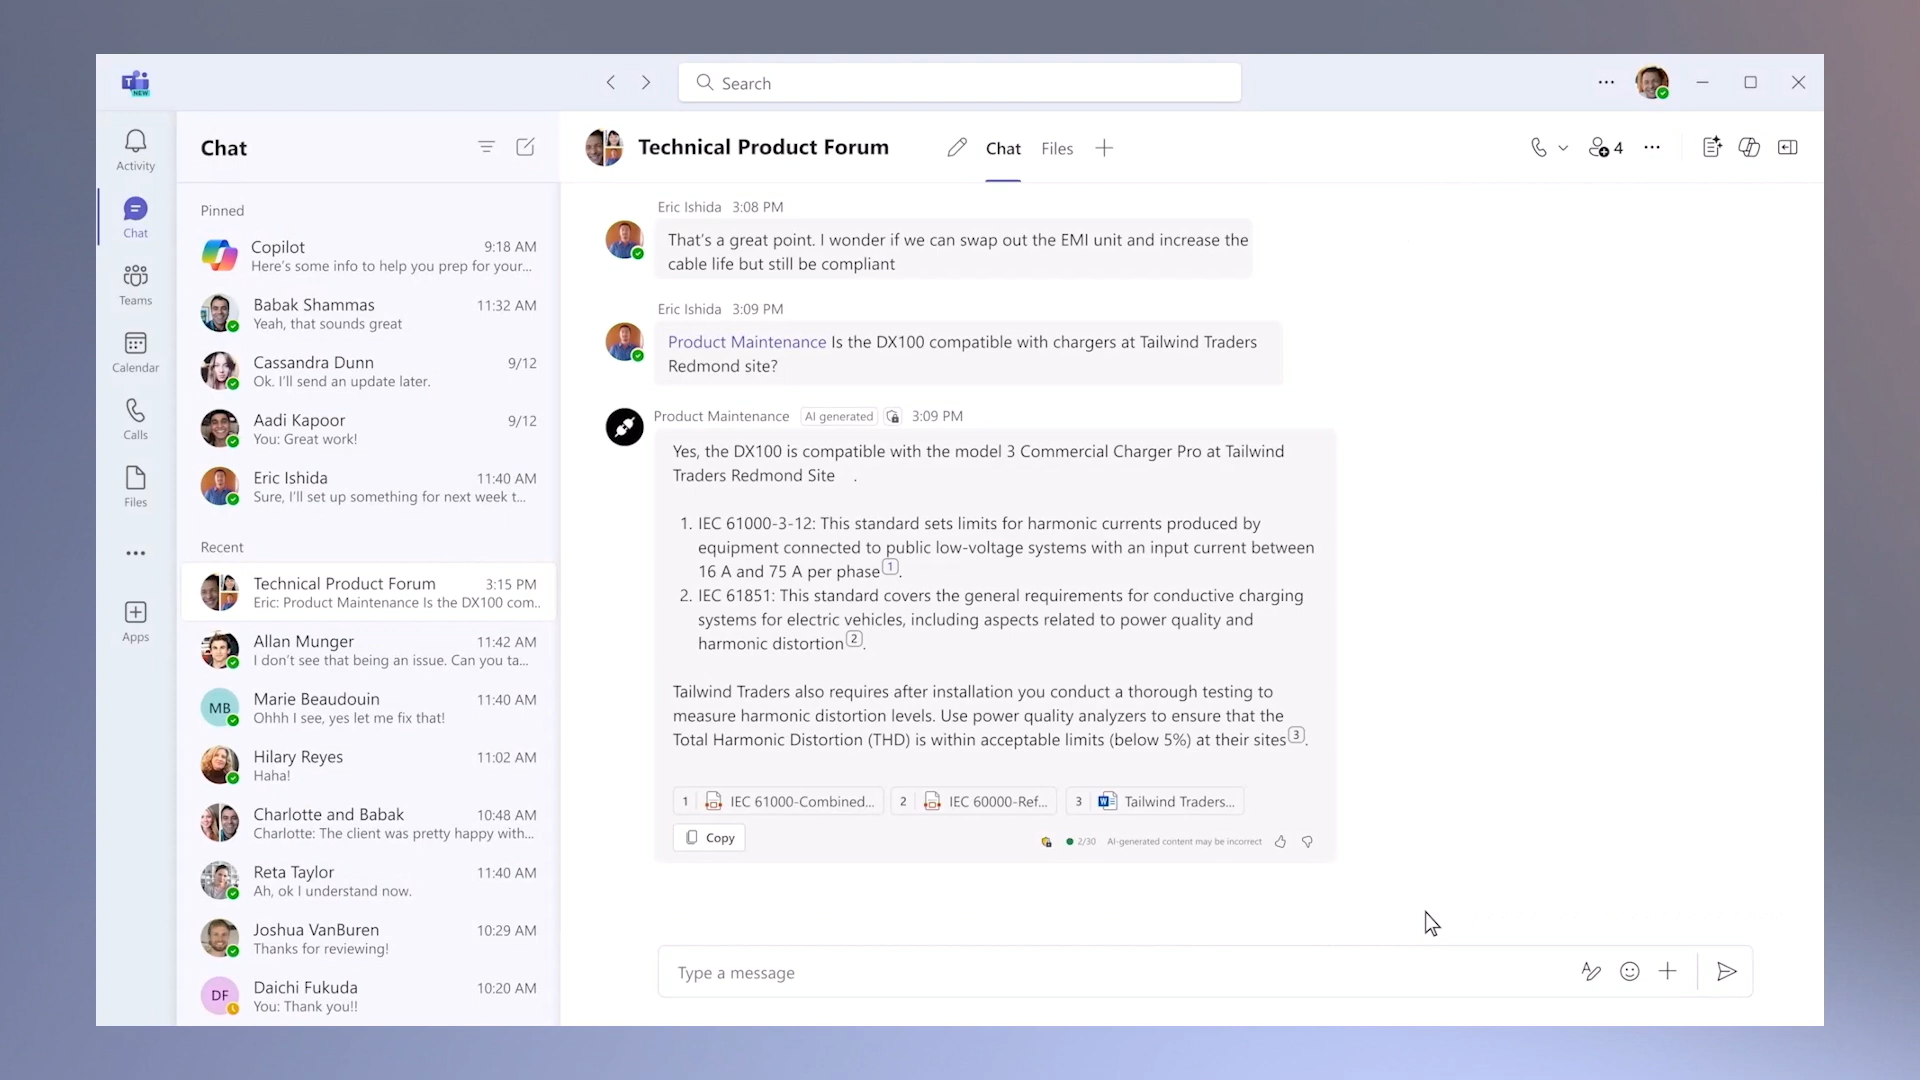 NEW
Search
Activity
Chat
Teams
Calendar
Calls
Files
Apps
Chat
Pinned
Copilot 9:18 AM
Here's some info to help you prep for your...
Babak Shammas 11:32 AM
Yeah, that sounds great
Cassandra Dunn 9/12
Ok. I'll send an update later.
Aadi Kapoor 9/12
You: Great work!
Eric Ishida 11:40 AM
Sure, I'll set up something for next week t...
Recent
Technical Product Forum 3:15 PM
Eric: Product Maintenance Is the DX100 com..
Allan Munger 11:42 AM
I don't see that being an issue. Can you ta...
MB
Marie Beaudouin 11:40 AM
Ohhh I see, yes let me fix that!
Hilary Reyes 11:02 AM
Haha!
Charlotte and Babak 10:48 AM
Charlotte: The client was pretty happy with...
Reta Taylor 11:40 AM
Ah, ok I understand now.
Joshua VanBuren 10:29 AM
Thanks for reviewing!
DF
Daichi Fukuda 10:20 AM
You: Thank you!!
Technical Product Forum Chat Files 4
Eric Ishida 3:08 PM
That's a great point. I wonder if we can swap out the EMI unit and increase the
cable life but still be compliant
Eric Ishida 3:09 PM
Product Maintenance Is the DX100 compatible with chargers at Tailwind Traders
Redmond site?
Product Maintenance AI generated 3:09 PM
Yes, the DX100 is compatible with the model 3 Commercial Charger Pro at Tailwind
Traders Redmond Site .
1. IEC 61000-3-12: This standard sets limits for harmonic currents produced by
equipment connected to public low-voltage systems with an input current between
16 A and 75 A per phase 1.
2. IEC 61851: This standard covers the general requirements for conductive charging
systems for electric vehicles, including aspects related to power quality and
harmonic distortion 2.
Tailwind Traders also requires after installation you conduct a thorough testing to
measure harmonic distortion levels. Use power quality analyzers to ensure that the
Total Harmonic Distortion (THD) is within acceptable limits (below 5%) at their sites 3.
1 IEC 61000-Combined... 2 IEC 60000-Ref... 3 Tailwind Traders...
Copy
2/30 AI-generated content may be incorrect
Type a message